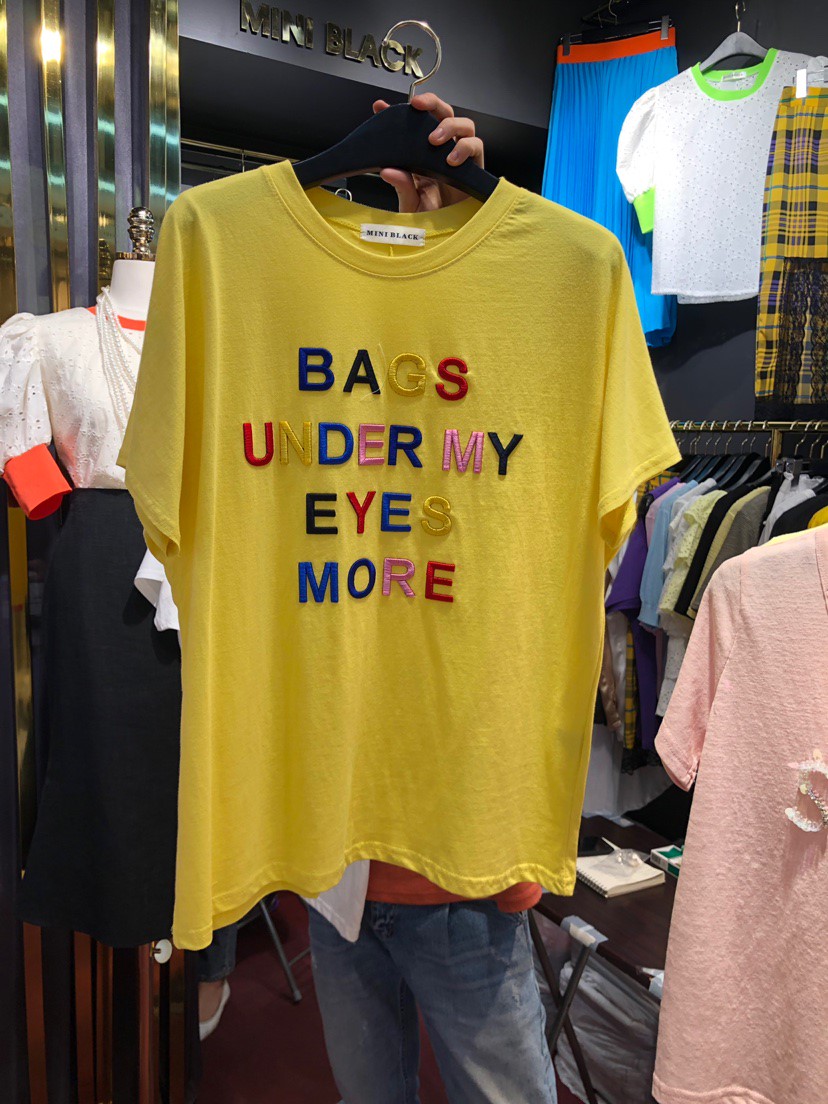 MINI BLACK
MINI BLACK
BAGS
UNDER MY
EYES
MORE